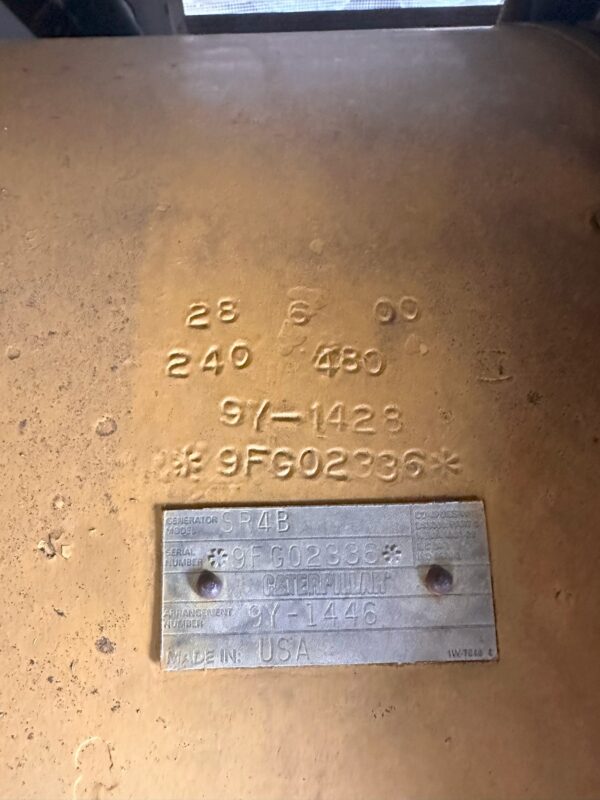 28 6 00
240 480
9Y-1428
*9FG02336*
GENERATOR MODEL SR4B
SERIAL NUMBER *9FG02336*
CATERPILLAR
ARRANGEMENT NUMBER 9Y-1446
MADE IN: USA